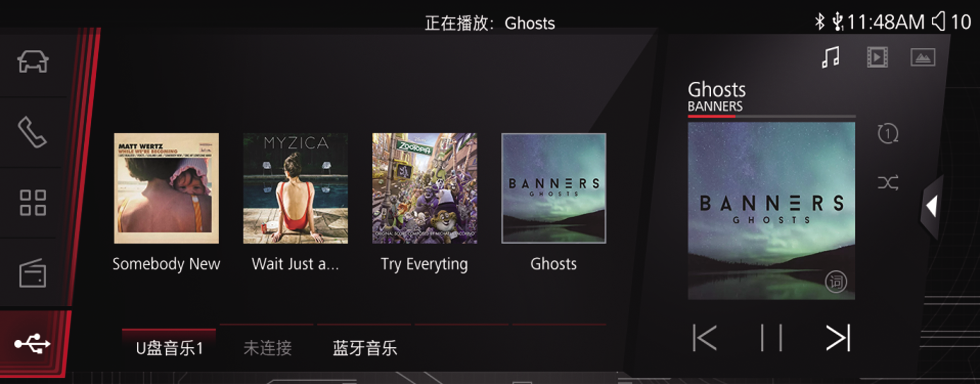 正在播放：Ghosts
11:48AM
10
Ghosts
BANNERS
1
MATT WERTZ
WHILE WE'RE BECOMING
MYZICA
ZOOTOPIA
BANNERS
GHOSTS
BANNERS
GHOSTS
词
Somebody New
Wait Just a...
Try Everyting
Ghosts
U盘音乐1
未连接
蓝牙音乐